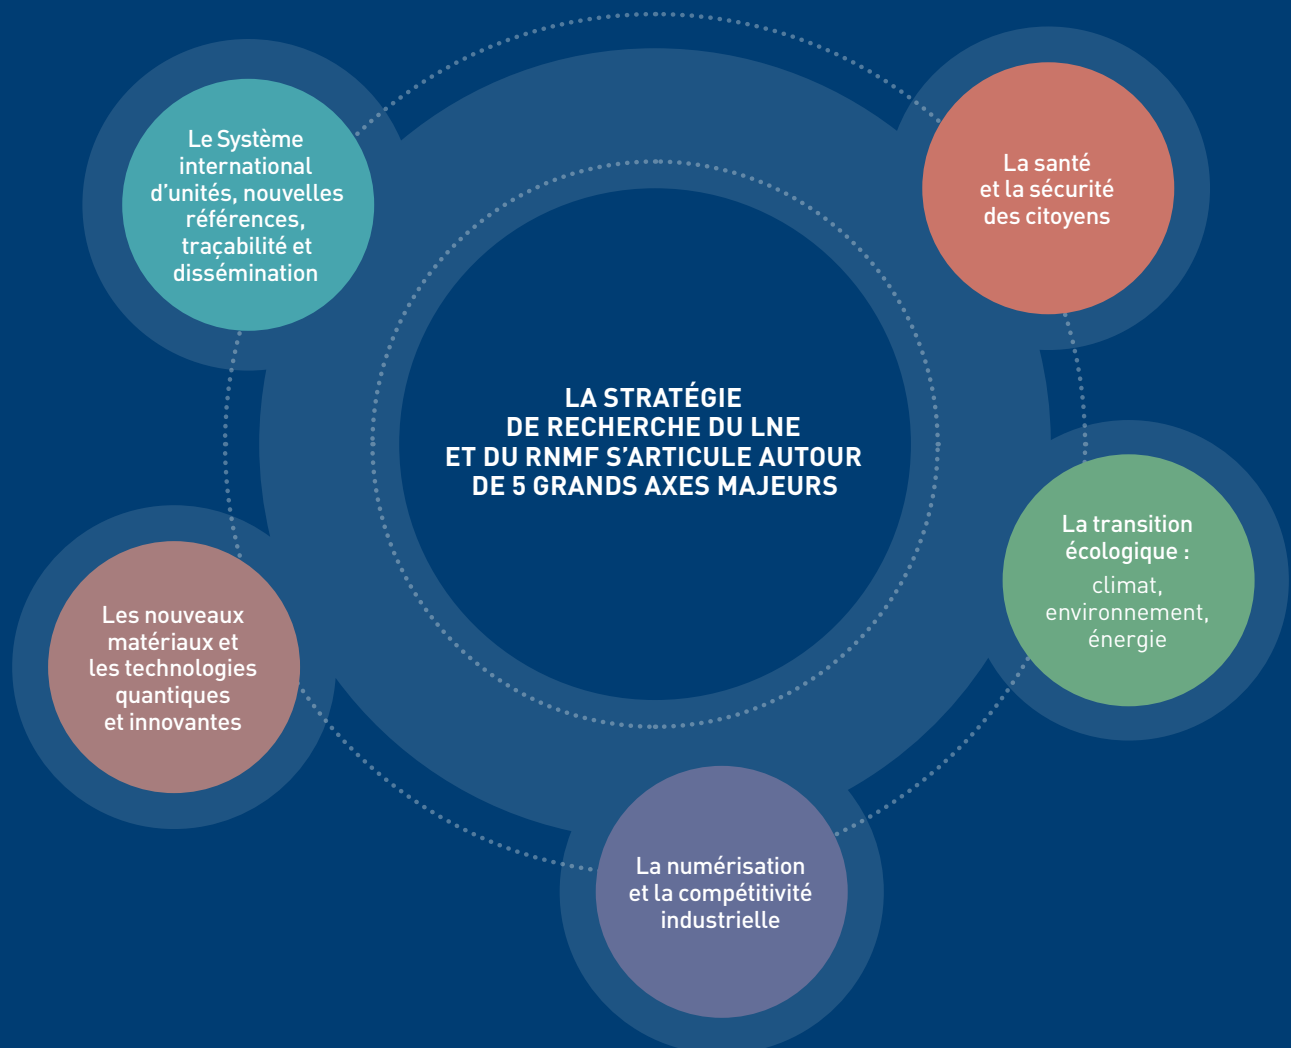 Le Système
international
d'unités, nouvelles
références,
traçabilité et
dissémination
La santé
et la sécurité
des citoyens
LA STRATÉGIE
DE RECHERCHE DU LNE
ET DU RNMF S'ARTICULE AUTOUR
DE 5 GRANDS AXES MAJEURS
La transition
écologique :
climat,
environnement,
énergie
Les nouveaux
matériaux et
les technologies
quantiques
et innovantes
La numérisation
et la compétitivité
industrielle